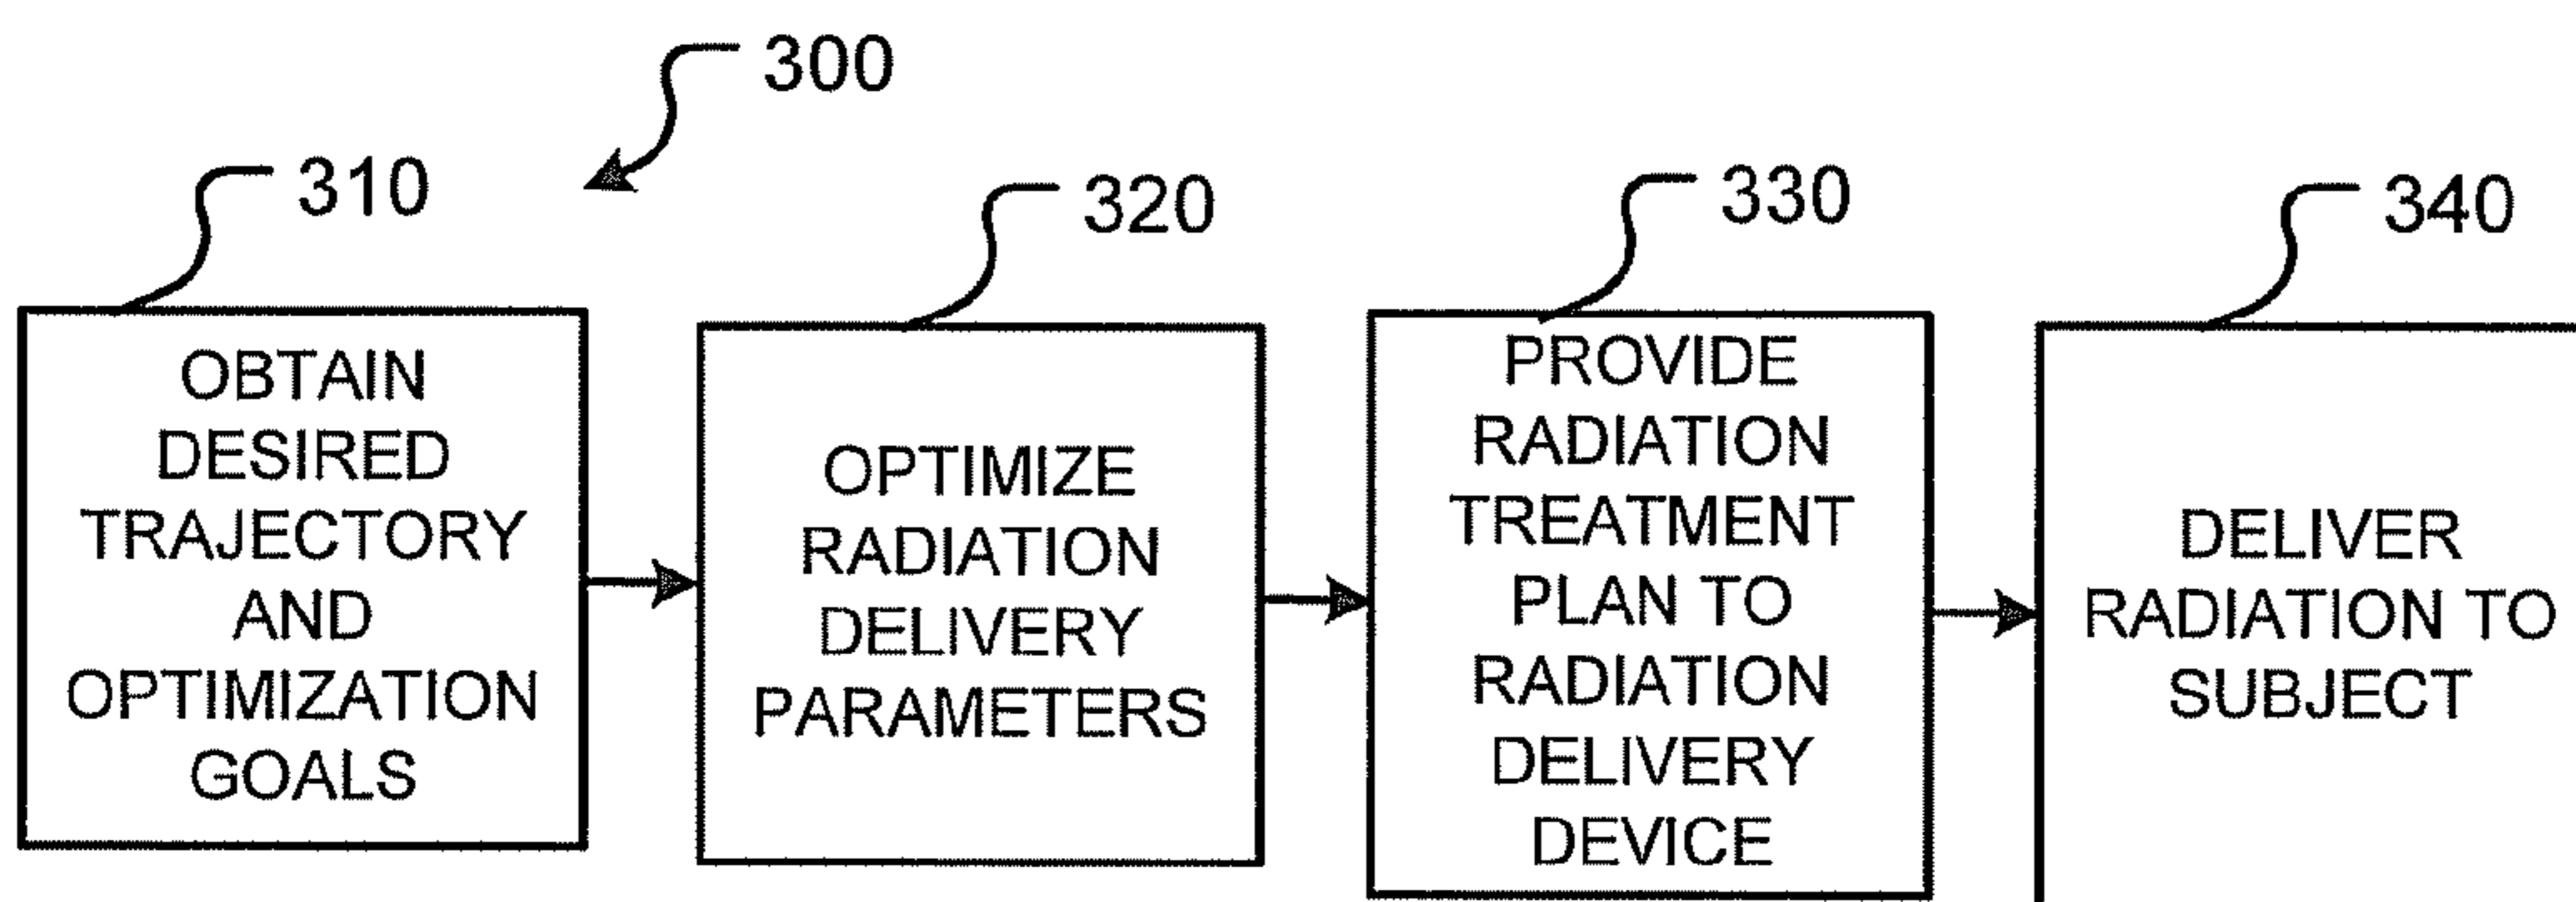 300
310
320
330
340
OBTAIN
DESIRED
TRAJECTORY
AND
OPTIMIZATION
GOALS
OPTIMIZE
RADIATION
DELIVERY
PARAMETERS
PROVIDE
RADIATION
TREATMENT
PLAN TO
RADIATION
DELIVERY
DEVICE
DELIVER
RADIATION TO
SUBJECT